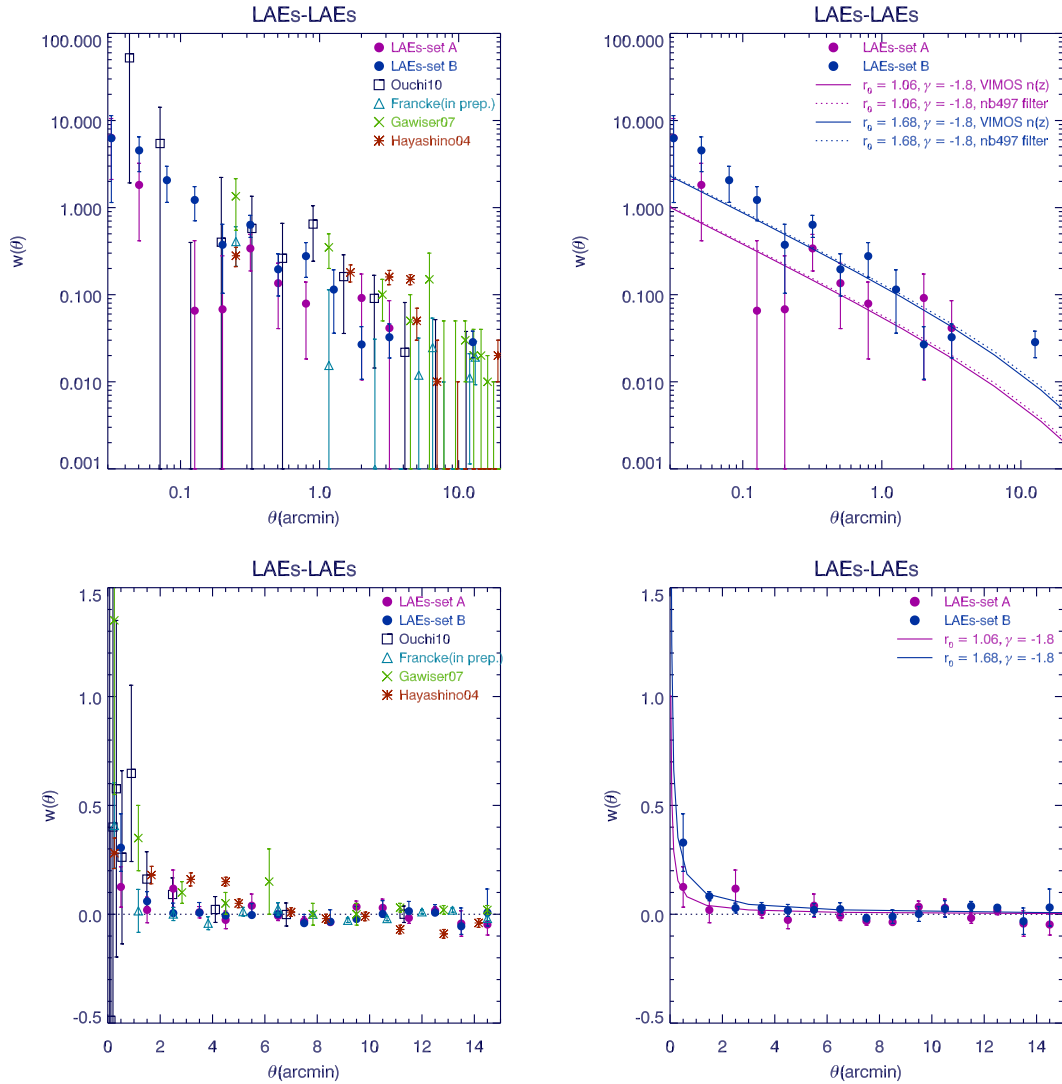 LAEs-LAEs
100.000
10.000
1.000
0.100
0.010
0.001
w(θ)
0.1
1.0
10.0
θ(arcmin)
LAEs-set A
LAEs-set B
Ouchi10
Francke(in prep.)
Gawiser07
Hayashino04
LAEs-LAEs
100.000
10.000
1.000
0.100
0.010
0.001
w(θ)
0.1
1.0
10.0
θ(arcmin)
LAEs-set A
LAEs-set B
r₀ = 1.06, γ = -1.8, VIMOS n(z)
r₀ = 1.06, γ = -1.8, nb497 filter
r₀ = 1.68, γ = -1.8, VIMOS n(z)
r₀ = 1.68, γ = -1.8, nb497 filter
LAEs-LAEs
1.5
1.0
0.5
0.0
-0.5
w(θ)
0 2 4 6 8 10 12 14
θ(arcmin)
LAEs-set A
LAEs-set B
Ouchi10
Francke(in prep.)
Gawiser07
Hayashino04
LAEs-LAEs
1.5
1.0
0.5
0.0
-0.5
w(θ)
0 2 4 6 8 10 12 14
θ(arcmin)
LAEs-set A
LAEs-set B
r₀ = 1.06, γ = -1.8
r₀ = 1.68, γ = -1.8